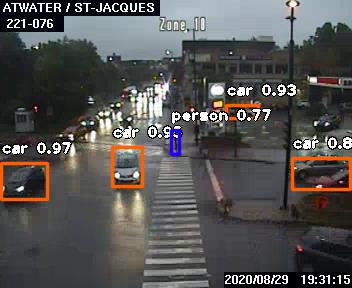 ATWATER / ST-JACQUES
221-076
Zone 10
car 0.93
person 0.77
car 0.9
car 0.8
car 0.97
2020/08/29 19:31:15